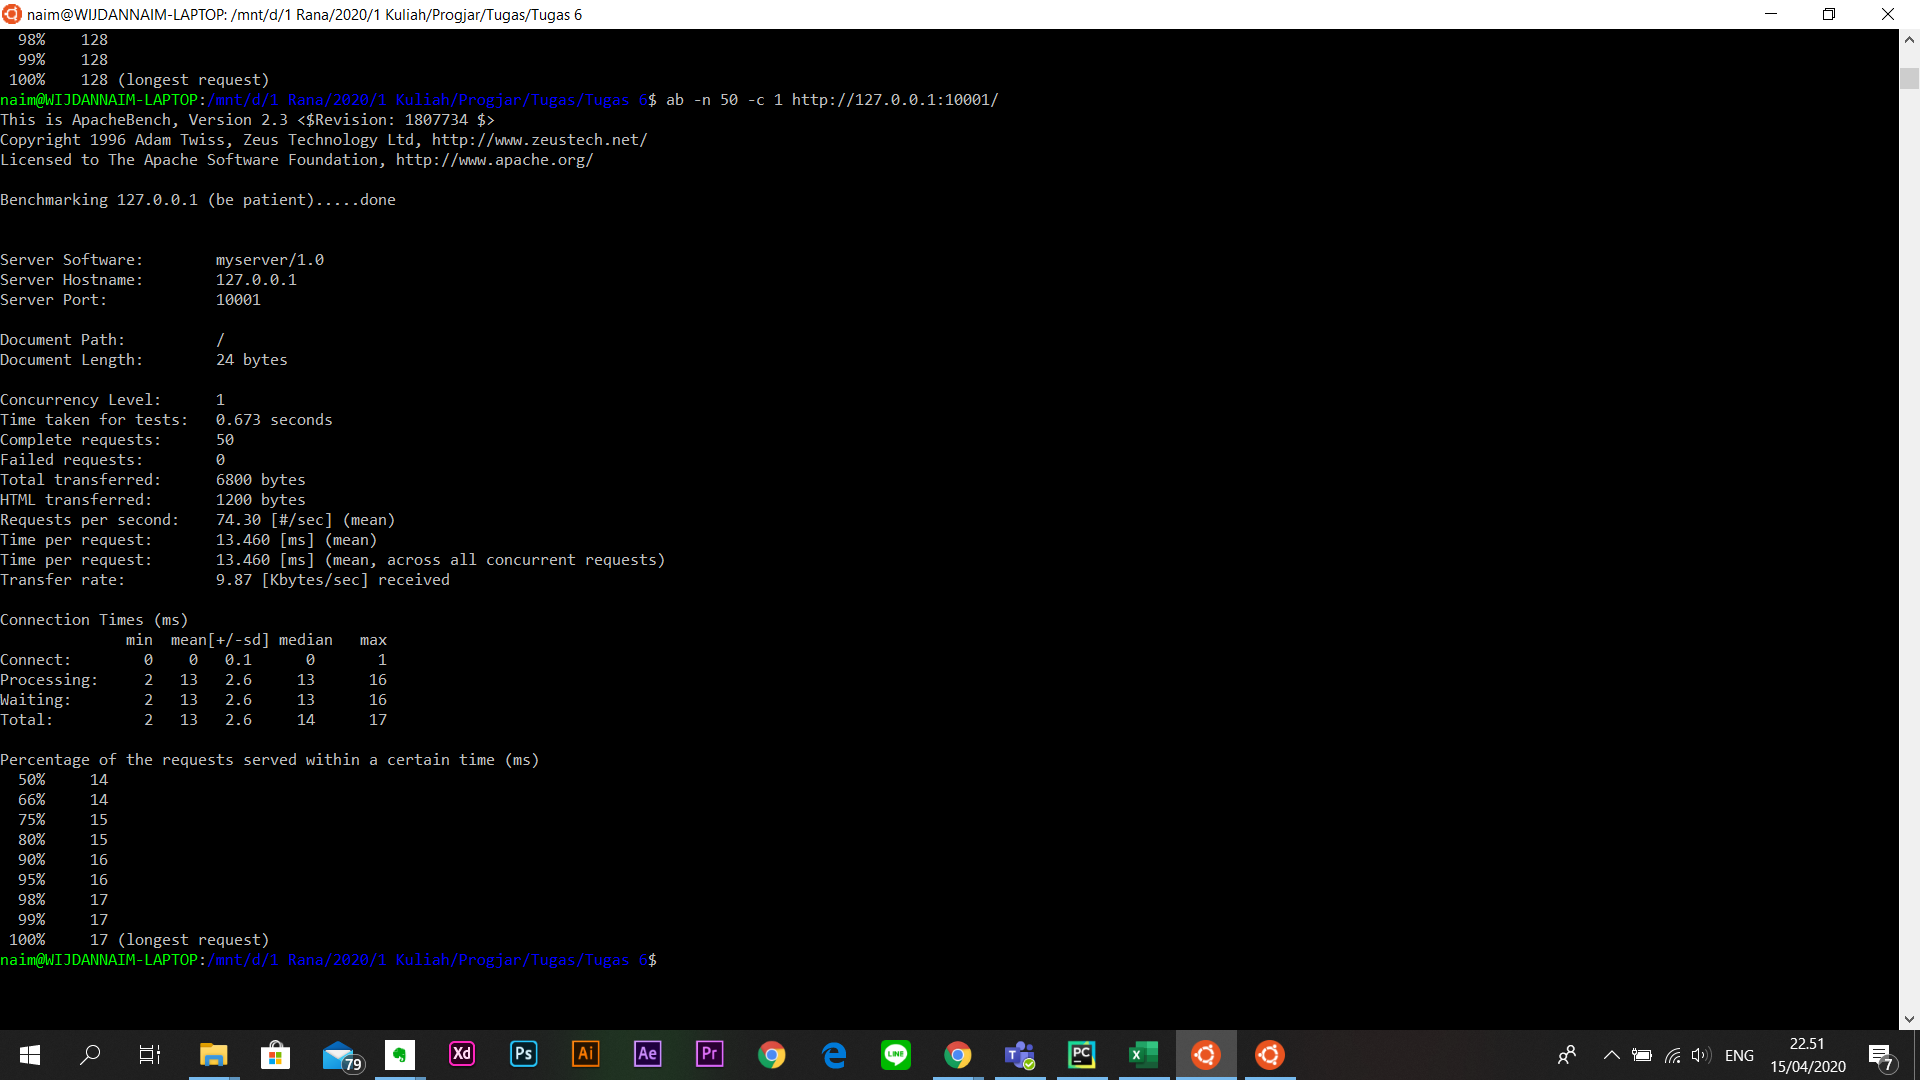 naim@WIJDANNAIM-LAPTOP: /mnt/d/1 Rana/2020/1 Kuliah/Progjar/Tugas/Tugas 6
98% 128
99% 128
100% 128 (longest request)
naim@WIJDANNAIM-LAPTOP:/mnt/d/1 Rana/2020/1 Kuliah/Progjar/Tugas/Tugas 6$ ab -n 50 -c 1 http://127.0.0.1:10001/
This is ApacheBench, Version 2.3 <$Revision: 1807734 $>
Copyright 1996 Adam Twiss, Zeus Technology Ltd, http://www.zeustech.net/
Licensed to The Apache Software Foundation, http://www.apache.org/
Benchmarking 127.0.0.1 (be patient).....done
Server Software: myserver/1.0
Server Hostname: 127.0.0.1
Server Port: 10001
Document Path: /
Document Length: 24 bytes
Concurrency Level: 1
Time taken for tests: 0.673 seconds
Complete requests: 50
Failed requests: 0
Total transferred: 6800 bytes
HTML transferred: 1200 bytes
Requests per second: 74.30 [#/sec] (mean)
Time per request: 13.460 [ms] (mean)
Time per request: 13.460 [ms] (mean, across all concurrent requests)
Transfer rate: 9.87 [Kbytes/sec] received
Connection Times (ms)
min mean[+/-sd] median max
Connect: 0 0 0.1 0 1
Processing: 2 13 2.6 13 16
Waiting: 2 13 2.6 13 16
Total: 2 13 2.6 14 17
Percentage of the requests served within a certain time (ms)
50% 14
66% 14
75% 15
80% 15
90% 16
95% 16
98% 17
99% 17
100% 17 (longest request)
naim@WIJDANNAIM-LAPTOP:/mnt/d/1 Rana/2020/1 Kuliah/Progjar/Tugas/Tugas 6$
79 Xd Ps Ai Ae Pr LINE PC ENG
22.51
15/04/2020
7